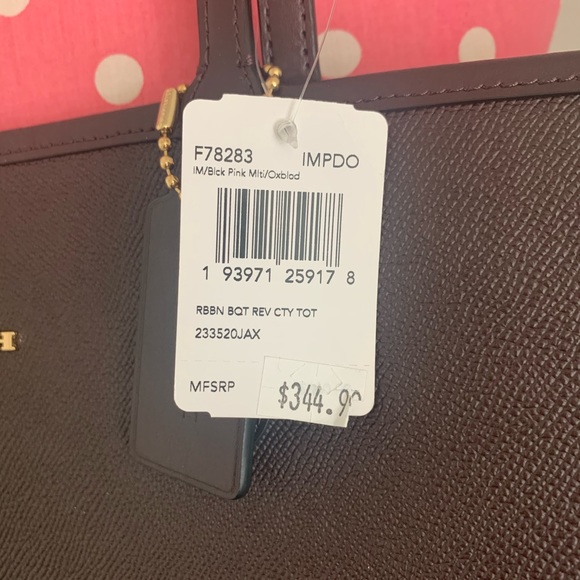 F78283 IMPDO
IM/Blck Pink Mlti/Oxblod
1 93971 25917 8
RBBN BQT REV CTY TOT
233520JAX
MFSRP
$344.99
H